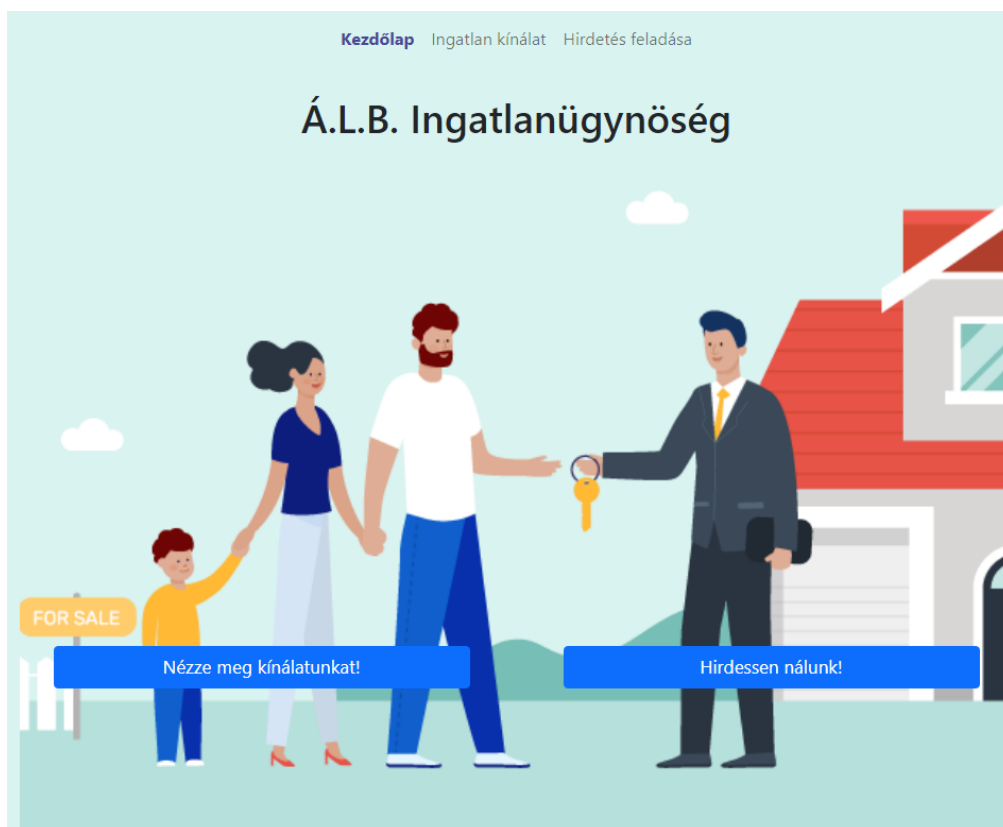 Kezdőlap Ingatlan kínálat Hirdetés feladása
Á.L.B. Ingatlanügynöség
FOR SALE
Nézze meg kínálatunkat! Hirdessen nálunk!